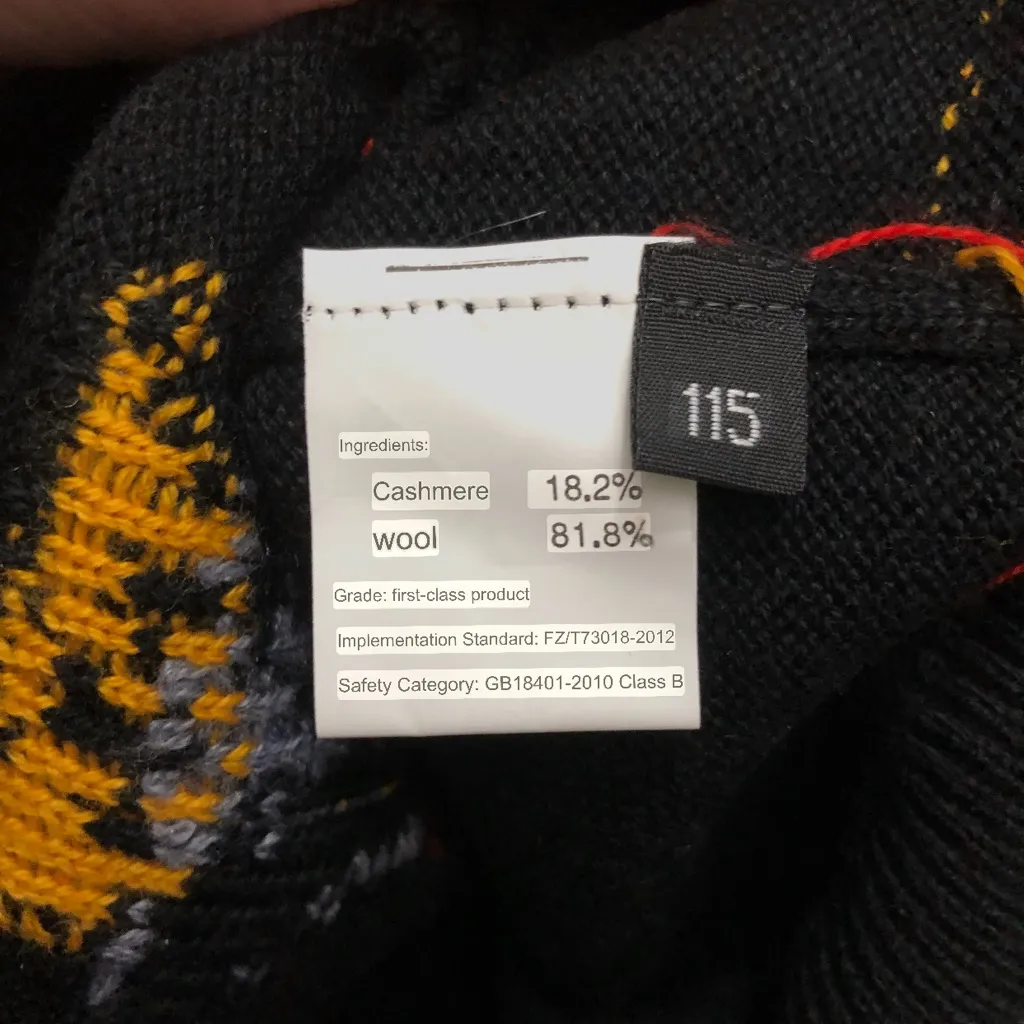 115
Ingredients:
Cashmere 18.2%
wool 81.8%
Grade: first-class product
Implementation Standard: FZ/T73018-2012
Safety Category: GB18401-2010 Class B